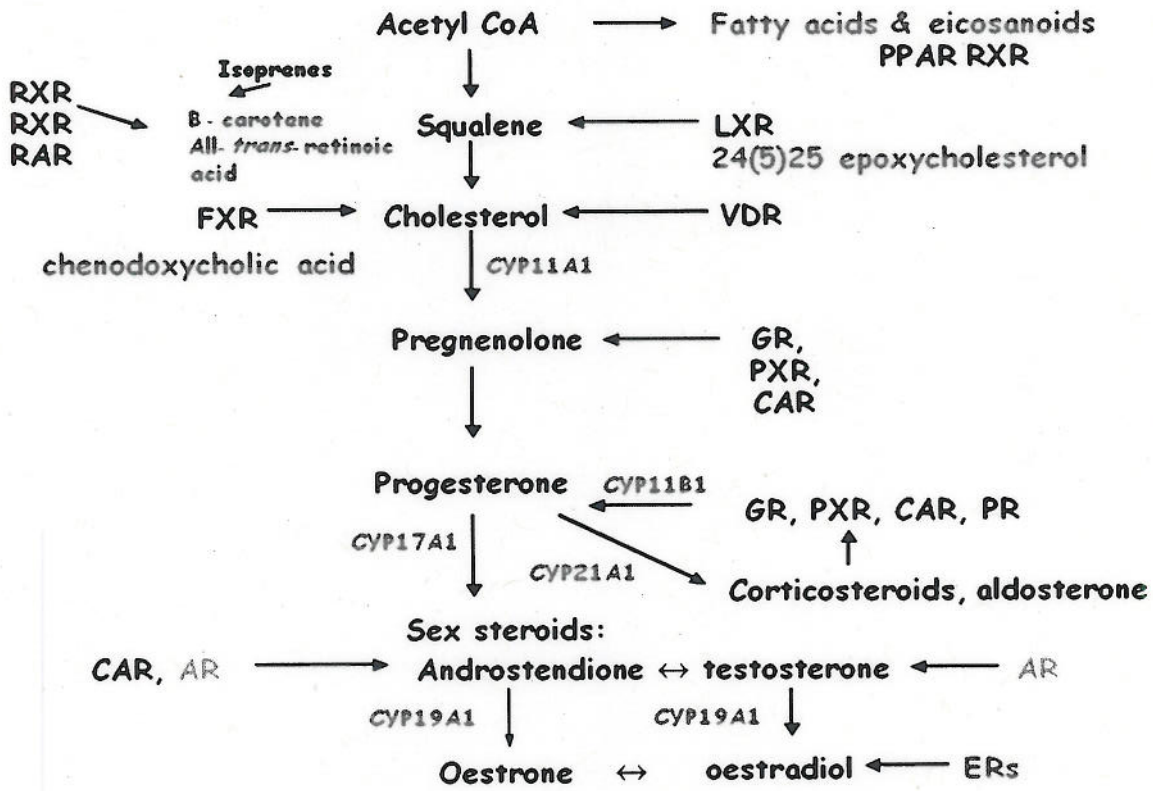 Acetyl CoA
Fatty acids & eicosanoids
PPAR RXR
Isoprenes
RXR
RXR
RAR
B - carotene
All- trans- retinoic
acid
Squalene
LXR
24(5)25 epoxycholesterol
FXR
Cholesterol
VDR
chenodoxycholic acid
CYP11A1
Pregnenolone
GR,
PXR,
CAR
Progesterone
CYP11B1
GR, PXR, CAR, PR
CYP17A1
CYP21A1
Corticosteroids, aldosterone
Sex steroids:
CAR, AR
Androstendione ↔ testosterone
AR
CYP19A1
CYP19A1
Oestrone ↔ oestradiol
ERs